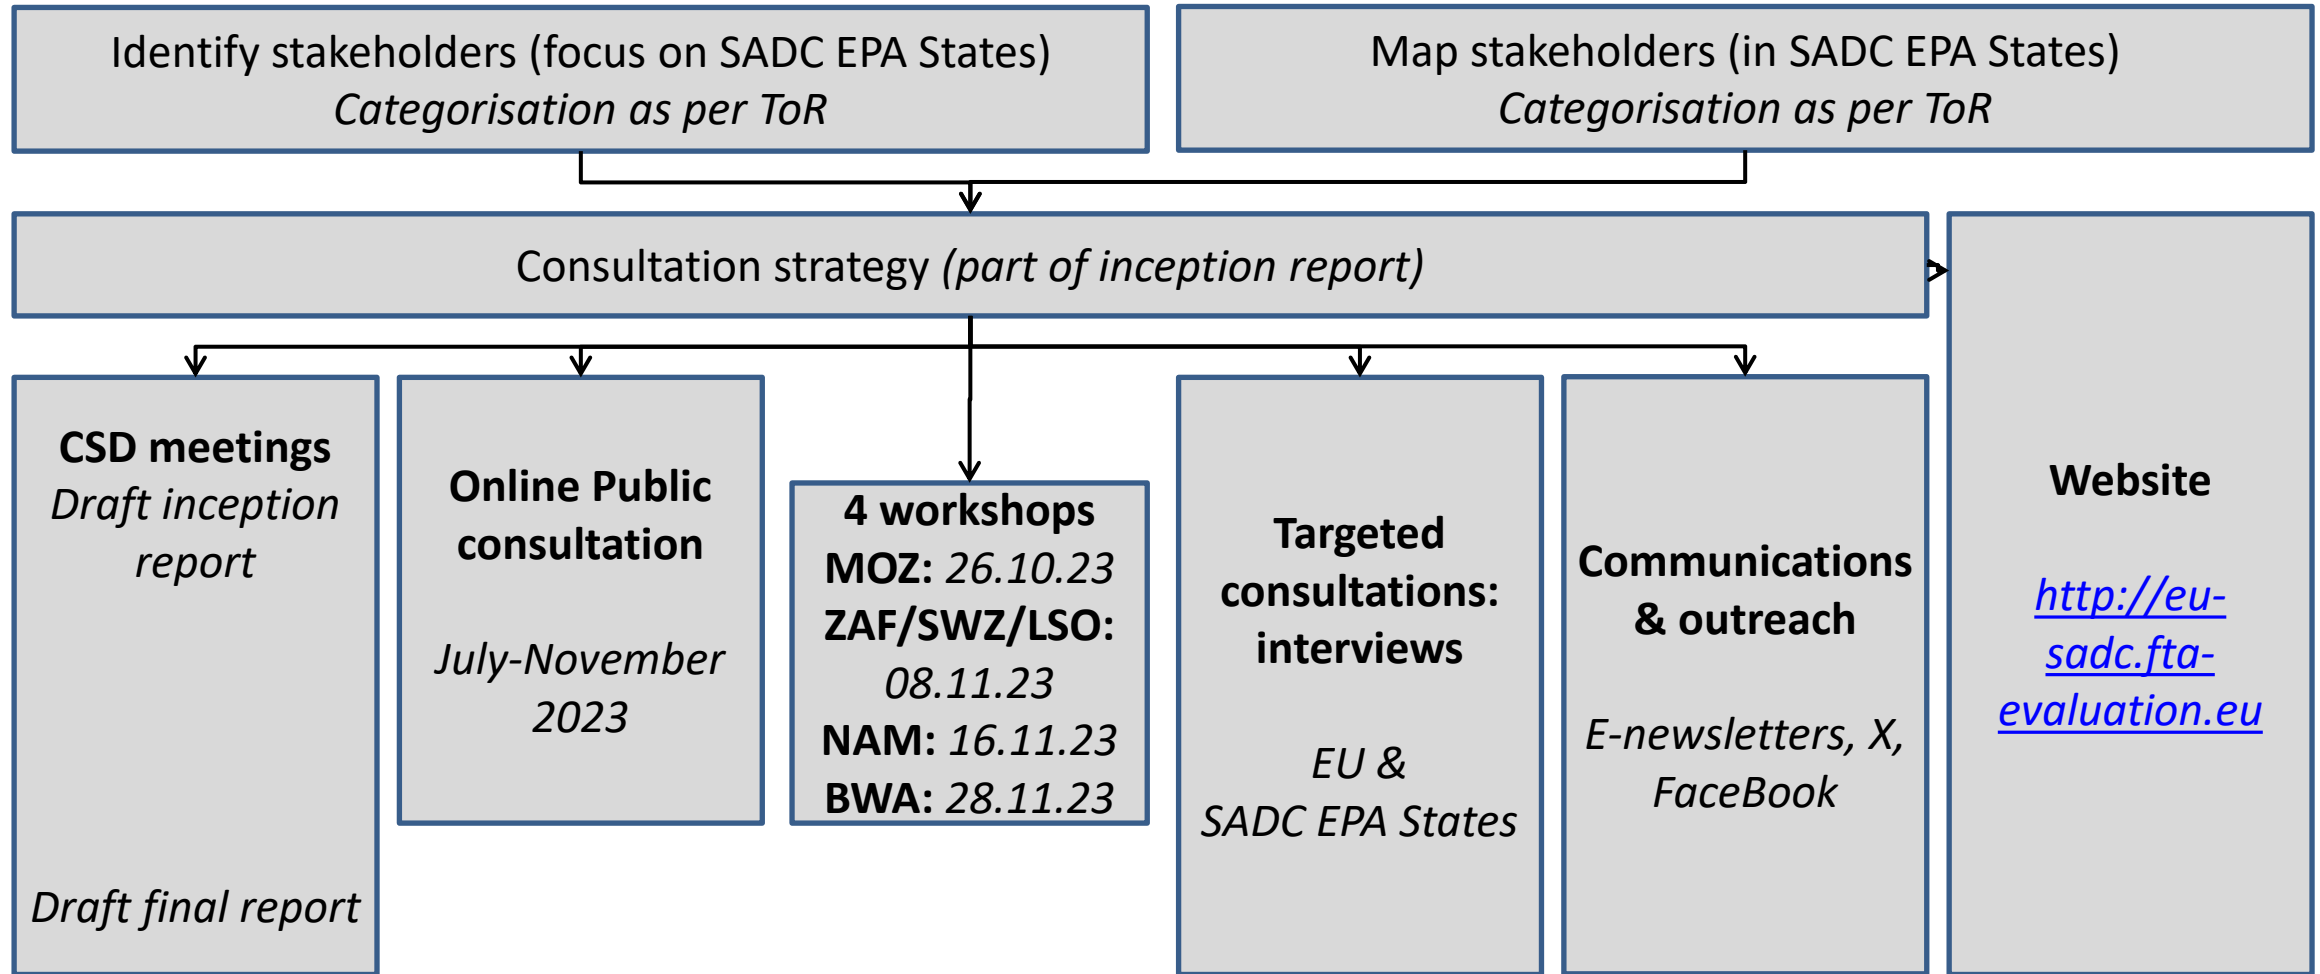 Identify stakeholders (focus on SADC EPA States)
Categorisation as per ToR
Map stakeholders (in SADC EPA States)
Categorisation as per ToR
Consultation strategy (part of inception report)
CSD meetings
Draft inception
report
Draft final report
Online Public
consultation
July-November
2023
4 workshops
MOZ: 26.10.23
ZAF/SWZ/LSO:
08.11.23
NAM: 16.11.23
BWA: 28.11.23
Targeted
consultations:
interviews
EU &
SADC EPA States
Communications
& outreach
E-newsletters, X,
FaceBook
Website
http://eu-
sadc.fta-
evaluation.eu